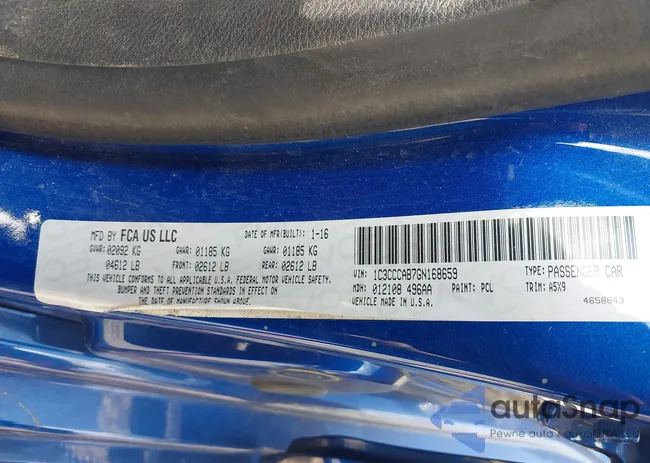 MFD BY FCA US LLC DATE OF MFR(BUILT): 1-16
GVWR: 02092 KG GAWR: 01185 KG GAWR: 01185 KG
04612 LB FRONT: 02612 LB REAR: 02612 LB
THIS VEHICLE CONFORMS TO ALL APPLICABLE U.S.A. FEDERAL MOTOR VEHICLE SAFETY,
BUMPER AND THEFT PREVENTION STANDARDS IN EFFECT ON
THE DATE OF MANUFACTURE SHOWN ABOVE.
VIN: 1C3CCCAB7GN168659 TYPE: PASSENGER CAR
MDH: 012108 496AA PAINT: PCL TRIM: A5X9
VEHICLE MADE IN U.S.A. 4658843
autoSnap
Pewne auto z